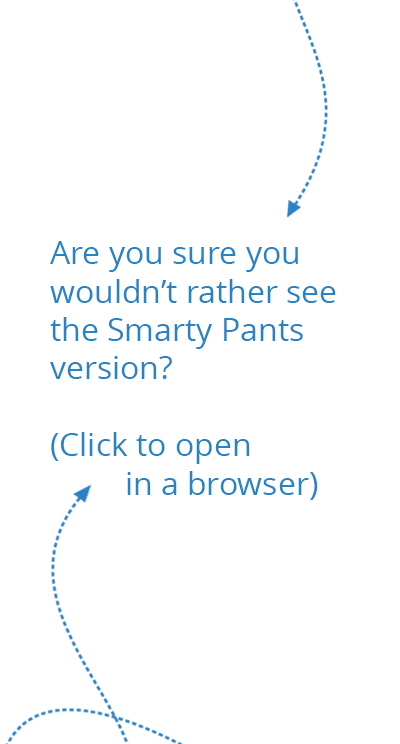 Are you sure you
wouldn’t rather see
the Smarty Pants
version?
(Click to open
in a browser)